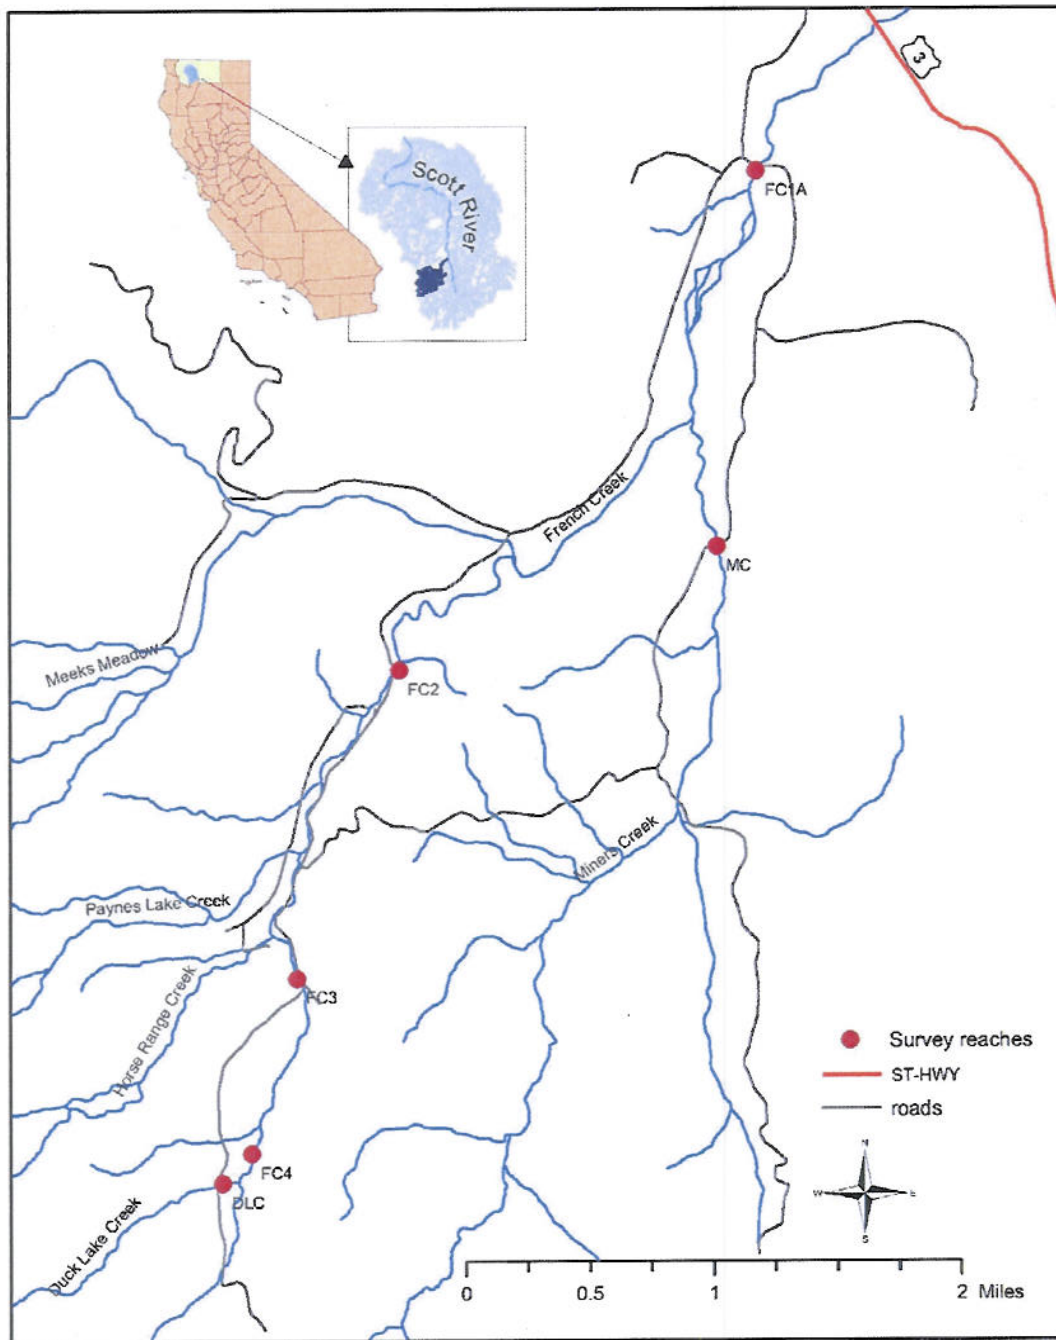 3
Scott River
FC1A
French Creek
MC
Meeks Meadow
FC2
Miners Creek
Paynes Lake Creek
FC3
Horse Range Creek
Survey reaches
ST-HWY
roads
FC4
DLC
Duck Lake Creek
N
W E
S
0 0.5 1 2 Miles